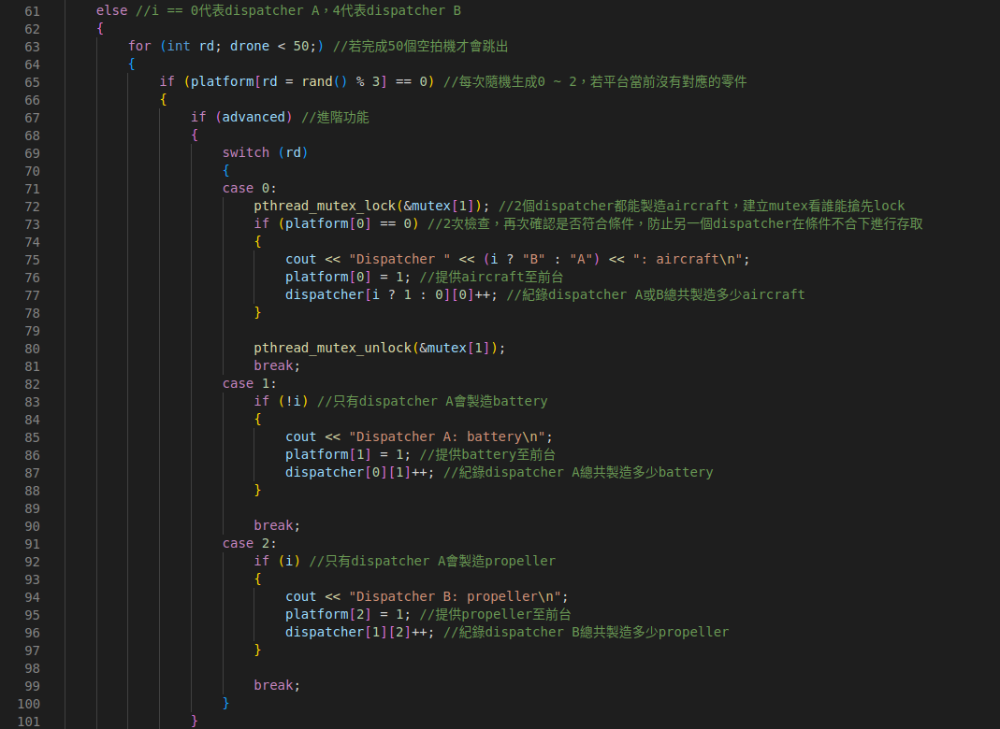 61 else //i == 0代表dispatcher A，4代表dispatcher B
62 {
63 for (int rd; drone < 50;) //若完成50個空拍機才會跳出
64 {
65 if (platform[rd = rand() % 3] == 0) //每次隨機生成0 ~ 2，若平台當前沒有對應的零件
66 {
67 if (advanced) //進階功能
68 {
69 switch (rd)
70 {
71 case 0:
72 pthread_mutex_lock(&mutex[1]); //2個dispatcher都能製造aircraft，建立mutex看誰能搶先lock
73 if (platform[0] == 0) //2次檢查，再次確認是否符合條件，防止另一個dispatcher在條件不合下進行存取
74 {
75 cout << "Dispatcher " << (i ? "B" : "A") << ": aircraft\n";
76 platform[0] = 1; //提供aircraft至前台
77 dispatcher[i ? 1 : 0][0]++; //紀錄dispatcher A或B總共製造多少aircraft
78 }
79
80 pthread_mutex_unlock(&mutex[1]);
81 break;
82 case 1:
83 if (!i) //只有dispatcher A會製造battery
84 {
85 cout << "Dispatcher A: battery\n";
86 platform[1] = 1; //提供battery至前台
87 dispatcher[0][1]++; //紀錄dispatcher A總共製造多少battery
88 }
89
90 break;
91 case 2:
92 if (i) //只有dispatcher A會製造propeller
93 {
94 cout << "Dispatcher B: propeller\n";
95 platform[2] = 1; //提供propeller至前台
96 dispatcher[1][2]++; //紀錄dispatcher B總共製造多少propeller
97 }
98
99 break;
100 }
101 }